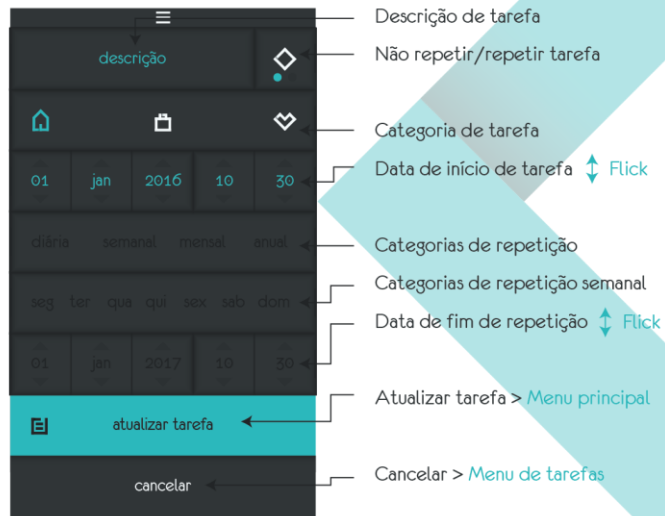 Descrição de tarefa
descrição
Não repetir/repetir tarefa
Categoria de tarefa
01 jan 2016 10 30
Data de início de tarefa Flick
diária semanal mensal anual
Categorias de repetição
Categorias de repetição semanal
seg ter qua qui sex sab dom
Data de fim de repetição Flick
01 jan 2017 10 30
Atualizar tarefa > Menu principal
atualizar tarefa
Cancelar > Menu de tarefas
cancelar